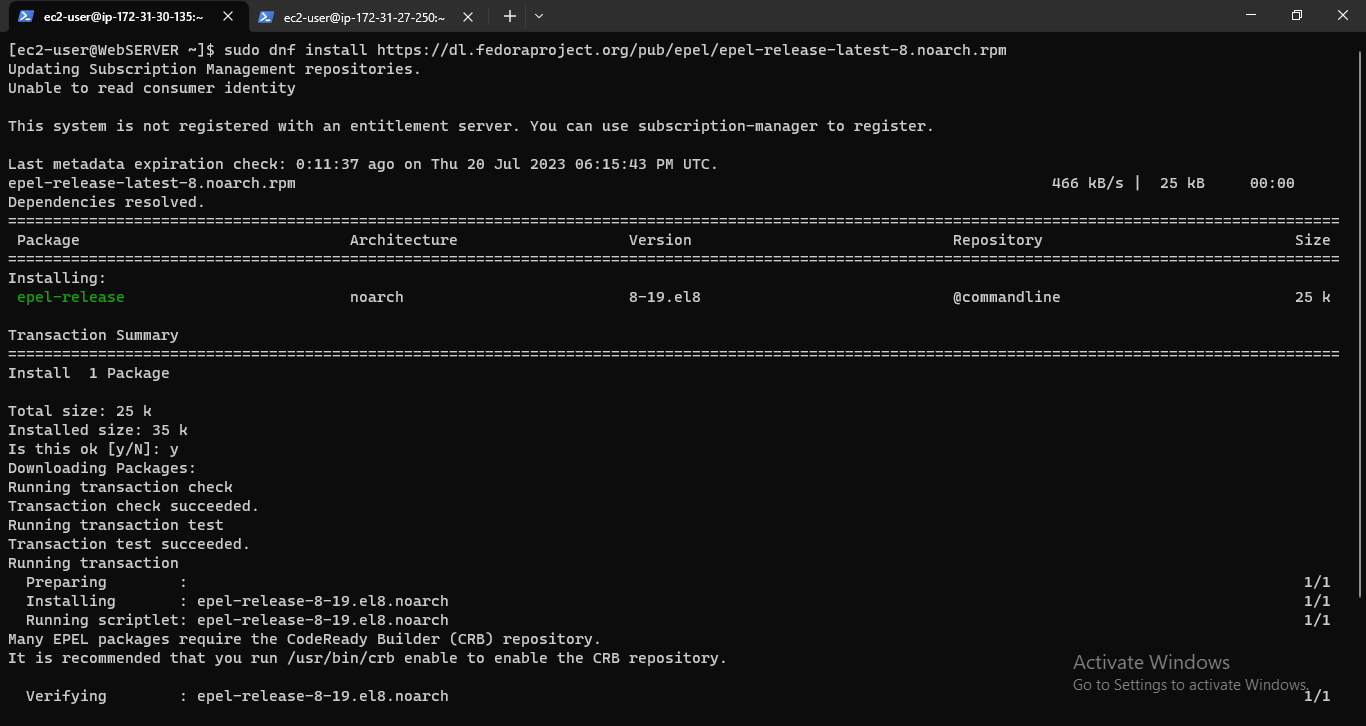 ec2-user@ip-172-31-30-135:~
ec2-user@ip-172-31-27-250:~
[ec2-user@WebSERVER ~]$ sudo dnf install https://dl.fedoraproject.org/pub/epel/epel-release-latest-8.noarch.rpm
Updating Subscription Management repositories.
Unable to read consumer identity
This system is not registered with an entitlement server. You can use subscription-manager to register.
Last metadata expiration check: 0:11:37 ago on Thu 20 Jul 2023 06:15:43 PM UTC.
epel-release-latest-8.noarch.rpm 466 kB/s | 25 kB 00:00
Dependencies resolved.
================================================================================
Package Architecture Version Repository Size
================================================================================
Installing:
epel-release noarch 8-19.el8 @commandline 25 k
Transaction Summary
================================================================================
Install 1 Package
Total size: 25 k
Installed size: 35 k
Is this ok [y/N]: y
Downloading Packages:
Running transaction check
Transaction check succeeded.
Running transaction test
Transaction test succeeded.
Running transaction
Preparing : 1/1
Installing : epel-release-8-19.el8.noarch 1/1
Running scriptlet: epel-release-8-19.el8.noarch 1/1
Many EPEL packages require the CodeReady Builder (CRB) repository.
It is recommended that you run /usr/bin/crb enable to enable the CRB repository.
Verifying : epel-release-8-19.el8.noarch 1/1
Activate Windows
Go to Settings to activate Windows.